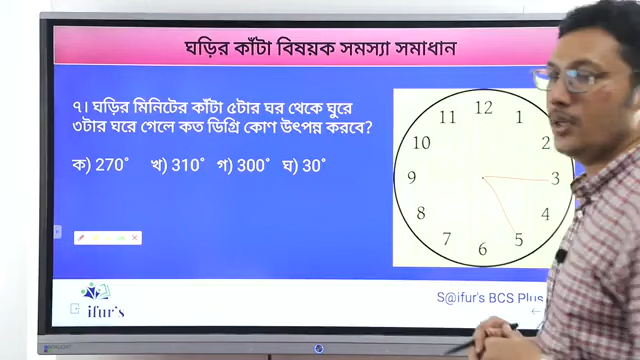 ঘড়ির কাঁটা বিষয়ক সমস্যা সমাধান
৭। ঘড়ির মিনিটের কাঁটা ৫টার ঘর থেকে ঘুরে
৩টার ঘরে গেলে কত ডিগ্রি কোণ উৎপন্ন করবে?
ক) 270° খ) 310° গ) 300° ঘ) 30°
12
11 1
10 2
9 3
8 4
7 5
6
S@ifur's BCS Plus
ifur's